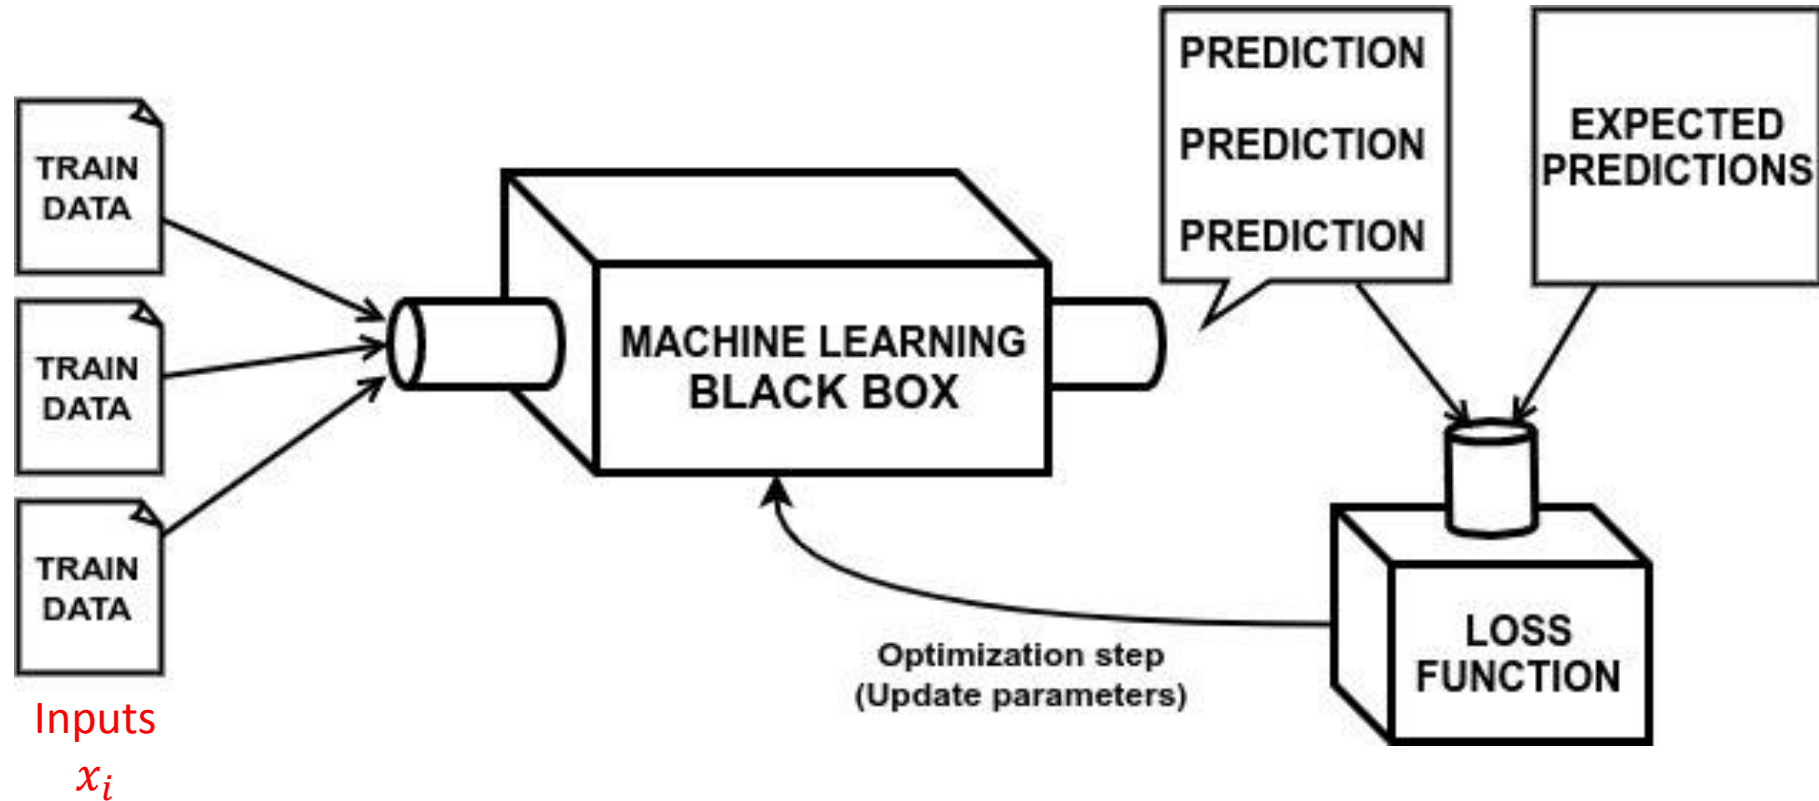 TRAIN
DATA
TRAIN
DATA
TRAIN
DATA
Inputs
𝑥ᵢ
MACHINE LEARNING
BLACK BOX
PREDICTION
PREDICTION
PREDICTION
EXPECTED
PREDICTIONS
LOSS
FUNCTION
Optimization step
(Update parameters)